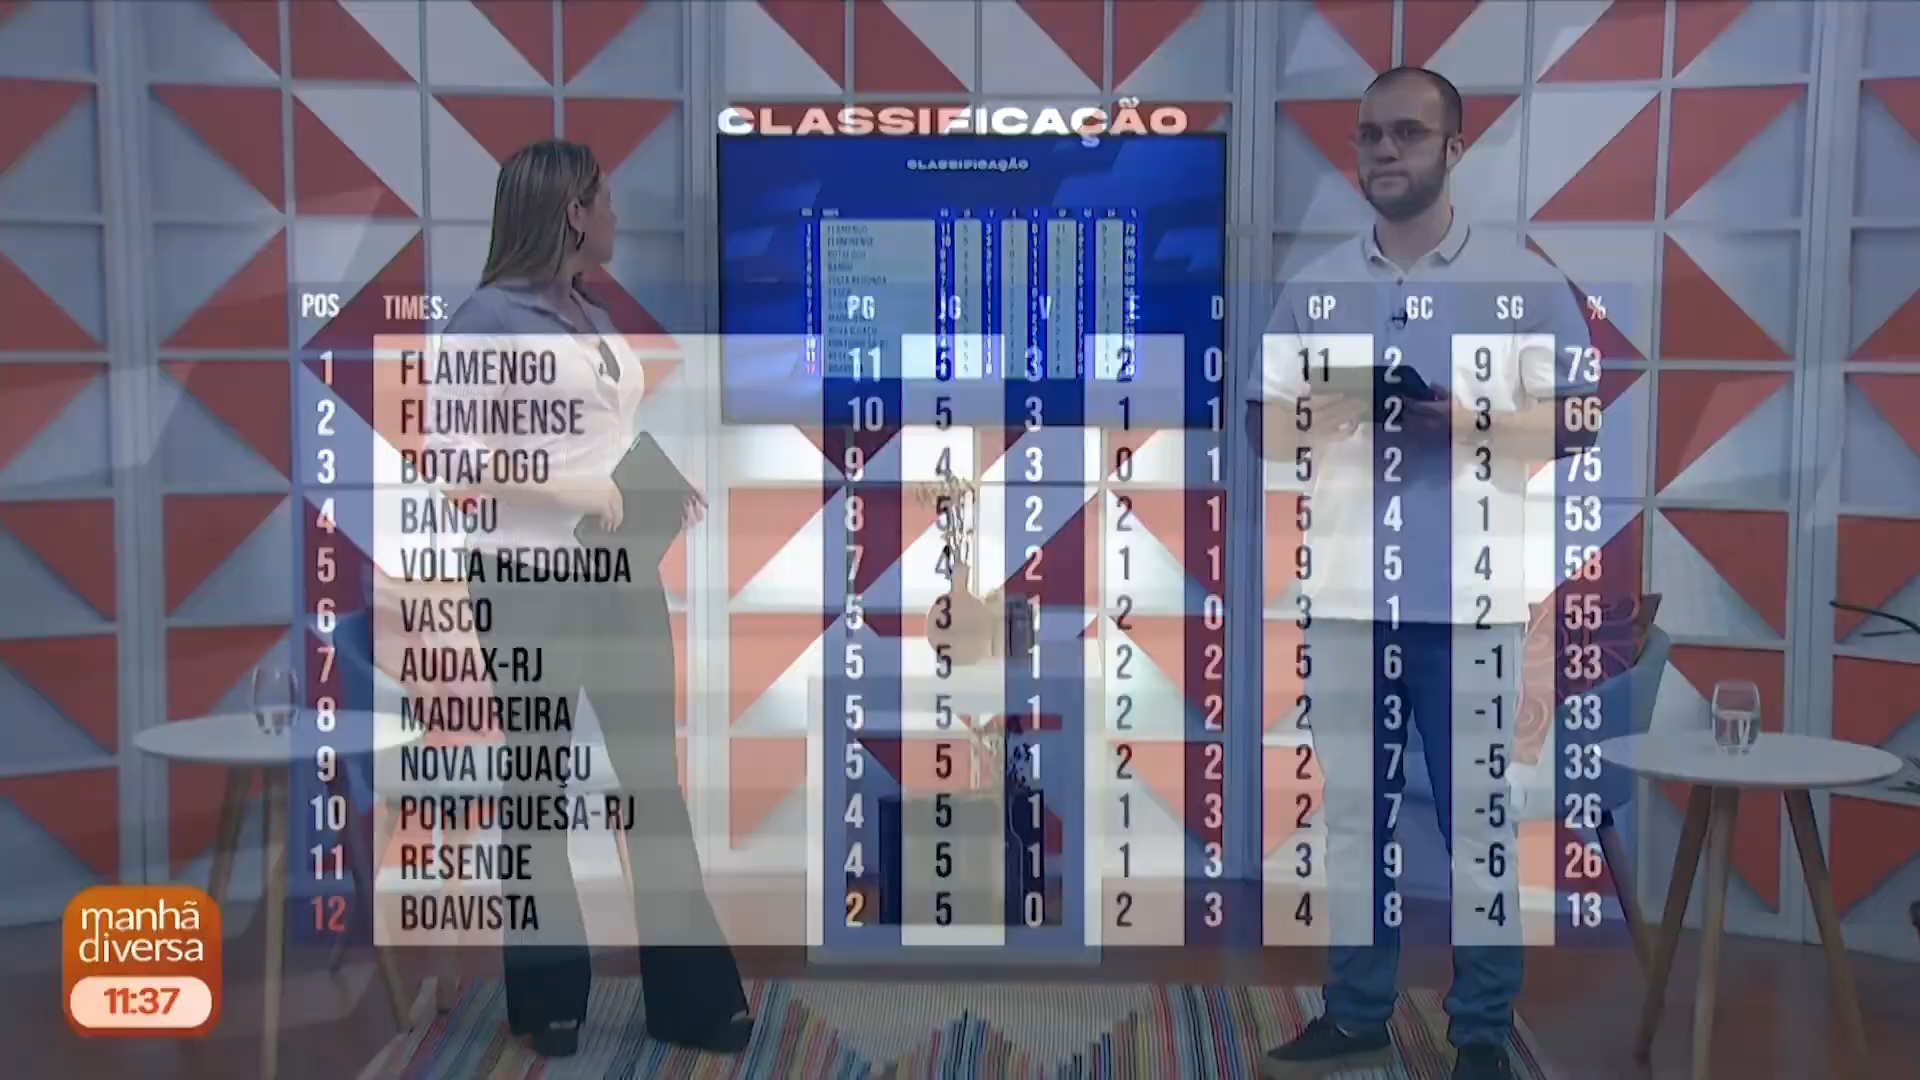 CLASSIFICAÇÃO
CLASSIFICAÇÃO
POS TIMES: PG JG V E D GP GC SG %
1 FLAMENGO 11 5 3 2 0 11 2 9 73
2 FLUMINENSE 10 5 3 1 1 5 2 3 66
3 BOTAFOGO 9 4 3 0 1 5 2 3 75
4 BANGU 8 5 2 2 1 5 4 1 53
5 VOLTA REDONDA 7 4 2 1 1 9 5 4 58
6 VASCO 5 3 1 2 0 3 1 2 55
7 AUDAX-RJ 5 5 1 2 2 5 6 -1 33
8 MADUREIRA 5 5 1 2 2 2 3 -1 33
9 NOVA IGUAÇU 5 5 1 2 2 2 7 -5 33
10 PORTUGUESA-RJ 4 5 1 1 3 2 7 -5 26
11 RESENDE 4 5 1 1 3 3 9 -6 26
12 BOAVISTA 2 5 0 2 3 4 8 -4 13
manhã
diversa
11:37